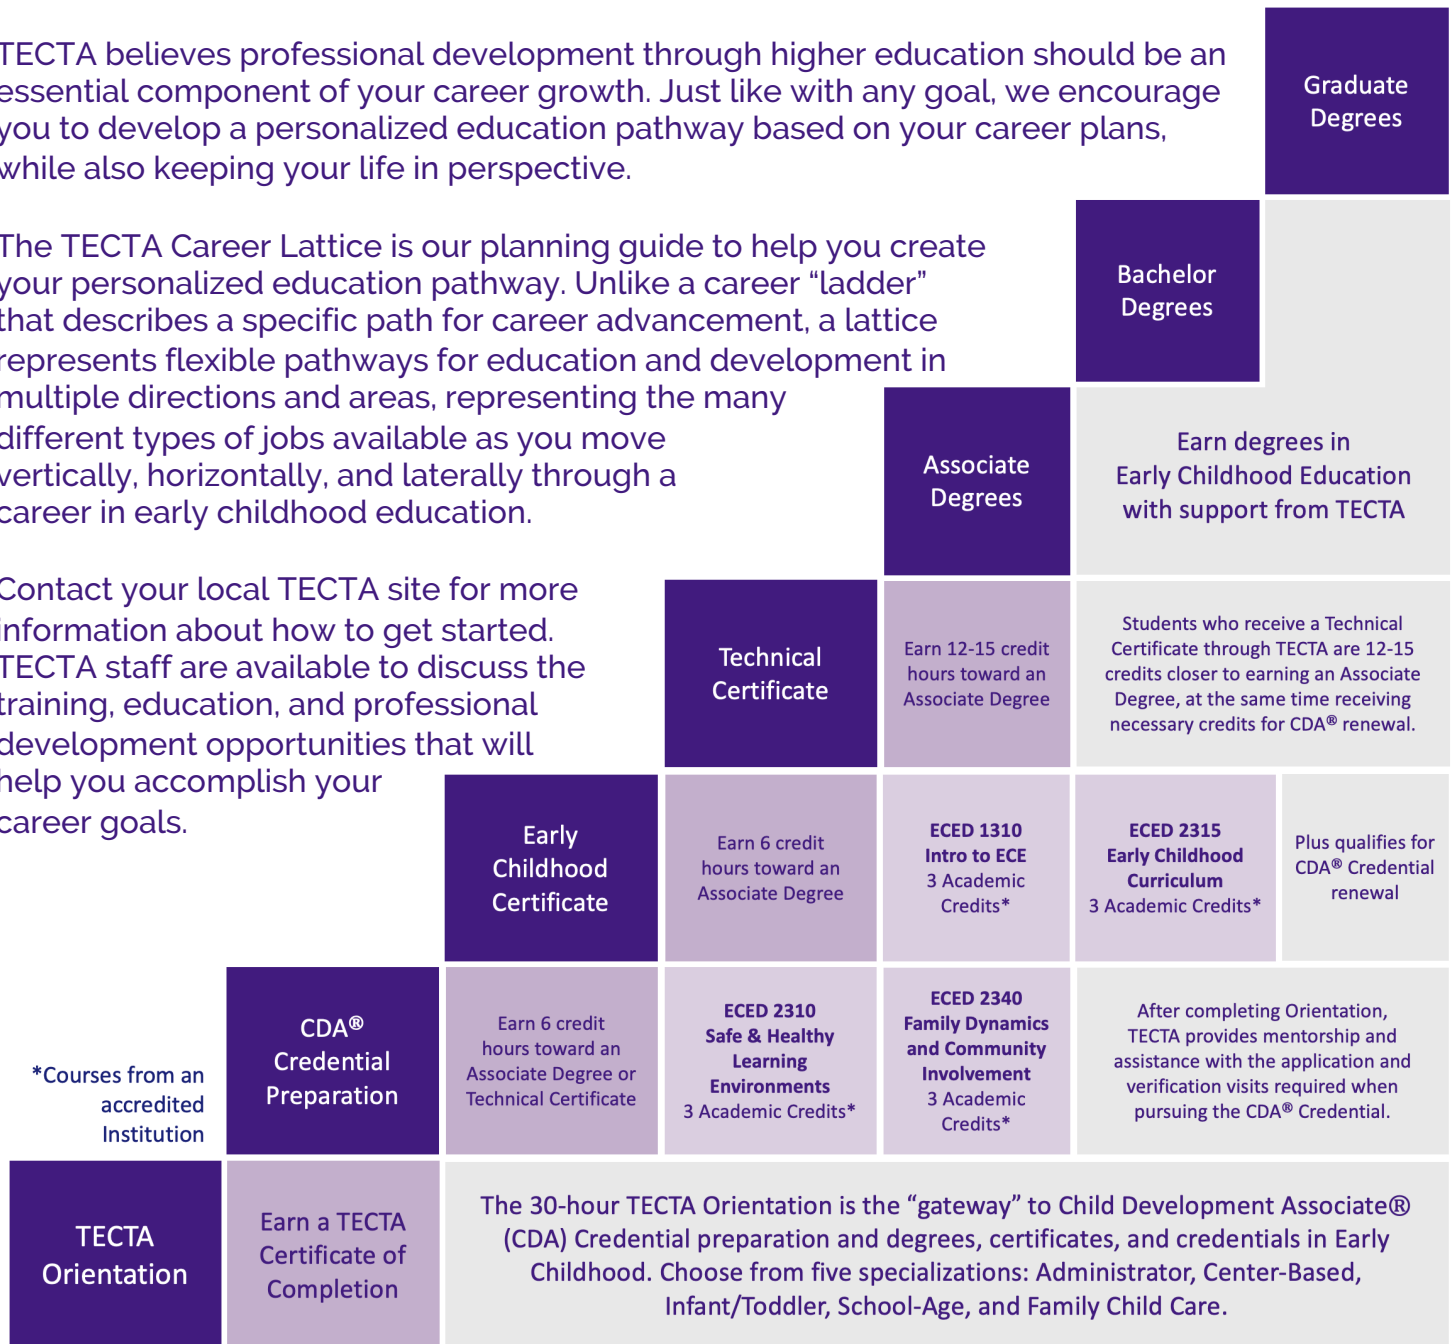 TECTA believes professional development through higher education should be an
essential component of your career growth. Just like with any goal, we encourage
you to develop a personalized education pathway based on your career plans,
while also keeping your life in perspective.
The TECTA Career Lattice is our planning guide to help you create
your personalized education pathway. Unlike a career “ladder”
that describes a specific path for career advancement, a lattice
represents flexible pathways for education and development in
multiple directions and areas, representing the many
different types of jobs available as you move
vertically, horizontally, and laterally through a
career in early childhood education.
Contact your local TECTA site for more
information about how to get started.
TECTA staff are available to discuss the
training, education, and professional
development opportunities that will
help you accomplish your
career goals.
Graduate
Degrees
Bachelor
Degrees
Associate
Degrees
Earn degrees in
Early Childhood Education
with support from TECTA
Technical
Certificate
Earn 12-15 credit
hours toward an
Associate Degree
Students who receive a Technical
Certificate through TECTA are 12-15
credits closer to earning an Associate
Degree, at the same time receiving
necessary credits for CDA® renewal.
Early
Childhood
Certificate
Earn 6 credit
hours toward an
Associate Degree
ECED 1310
Intro to ECE
3 Academic
Credits*
ECED 2315
Early Childhood
Curriculum
3 Academic Credits*
Plus qualifies for
CDA® Credential
renewal
*Courses from an
accredited
Institution
CDA®
Credential
Preparation
Earn 6 credit
hours toward an
Associate Degree or
Technical Certificate
ECED 2310
Safe & Healthy
Learning
Environments
3 Academic Credits*
ECED 2340
Family Dynamics
and Community
Involvement
3 Academic
Credits*
After completing Orientation,
TECTA provides mentorship and
assistance with the application and
verification visits required when
pursuing the CDA® Credential.
TECTA
Orientation
Earn a TECTA
Certificate of
Completion
The 30-hour TECTA Orientation is the “gateway” to Child Development Associate®
(CDA) Credential preparation and degrees, certificates, and credentials in Early
Childhood. Choose from five specializations: Administrator, Center-Based,
Infant/Toddler, School-Age, and Family Child Care.